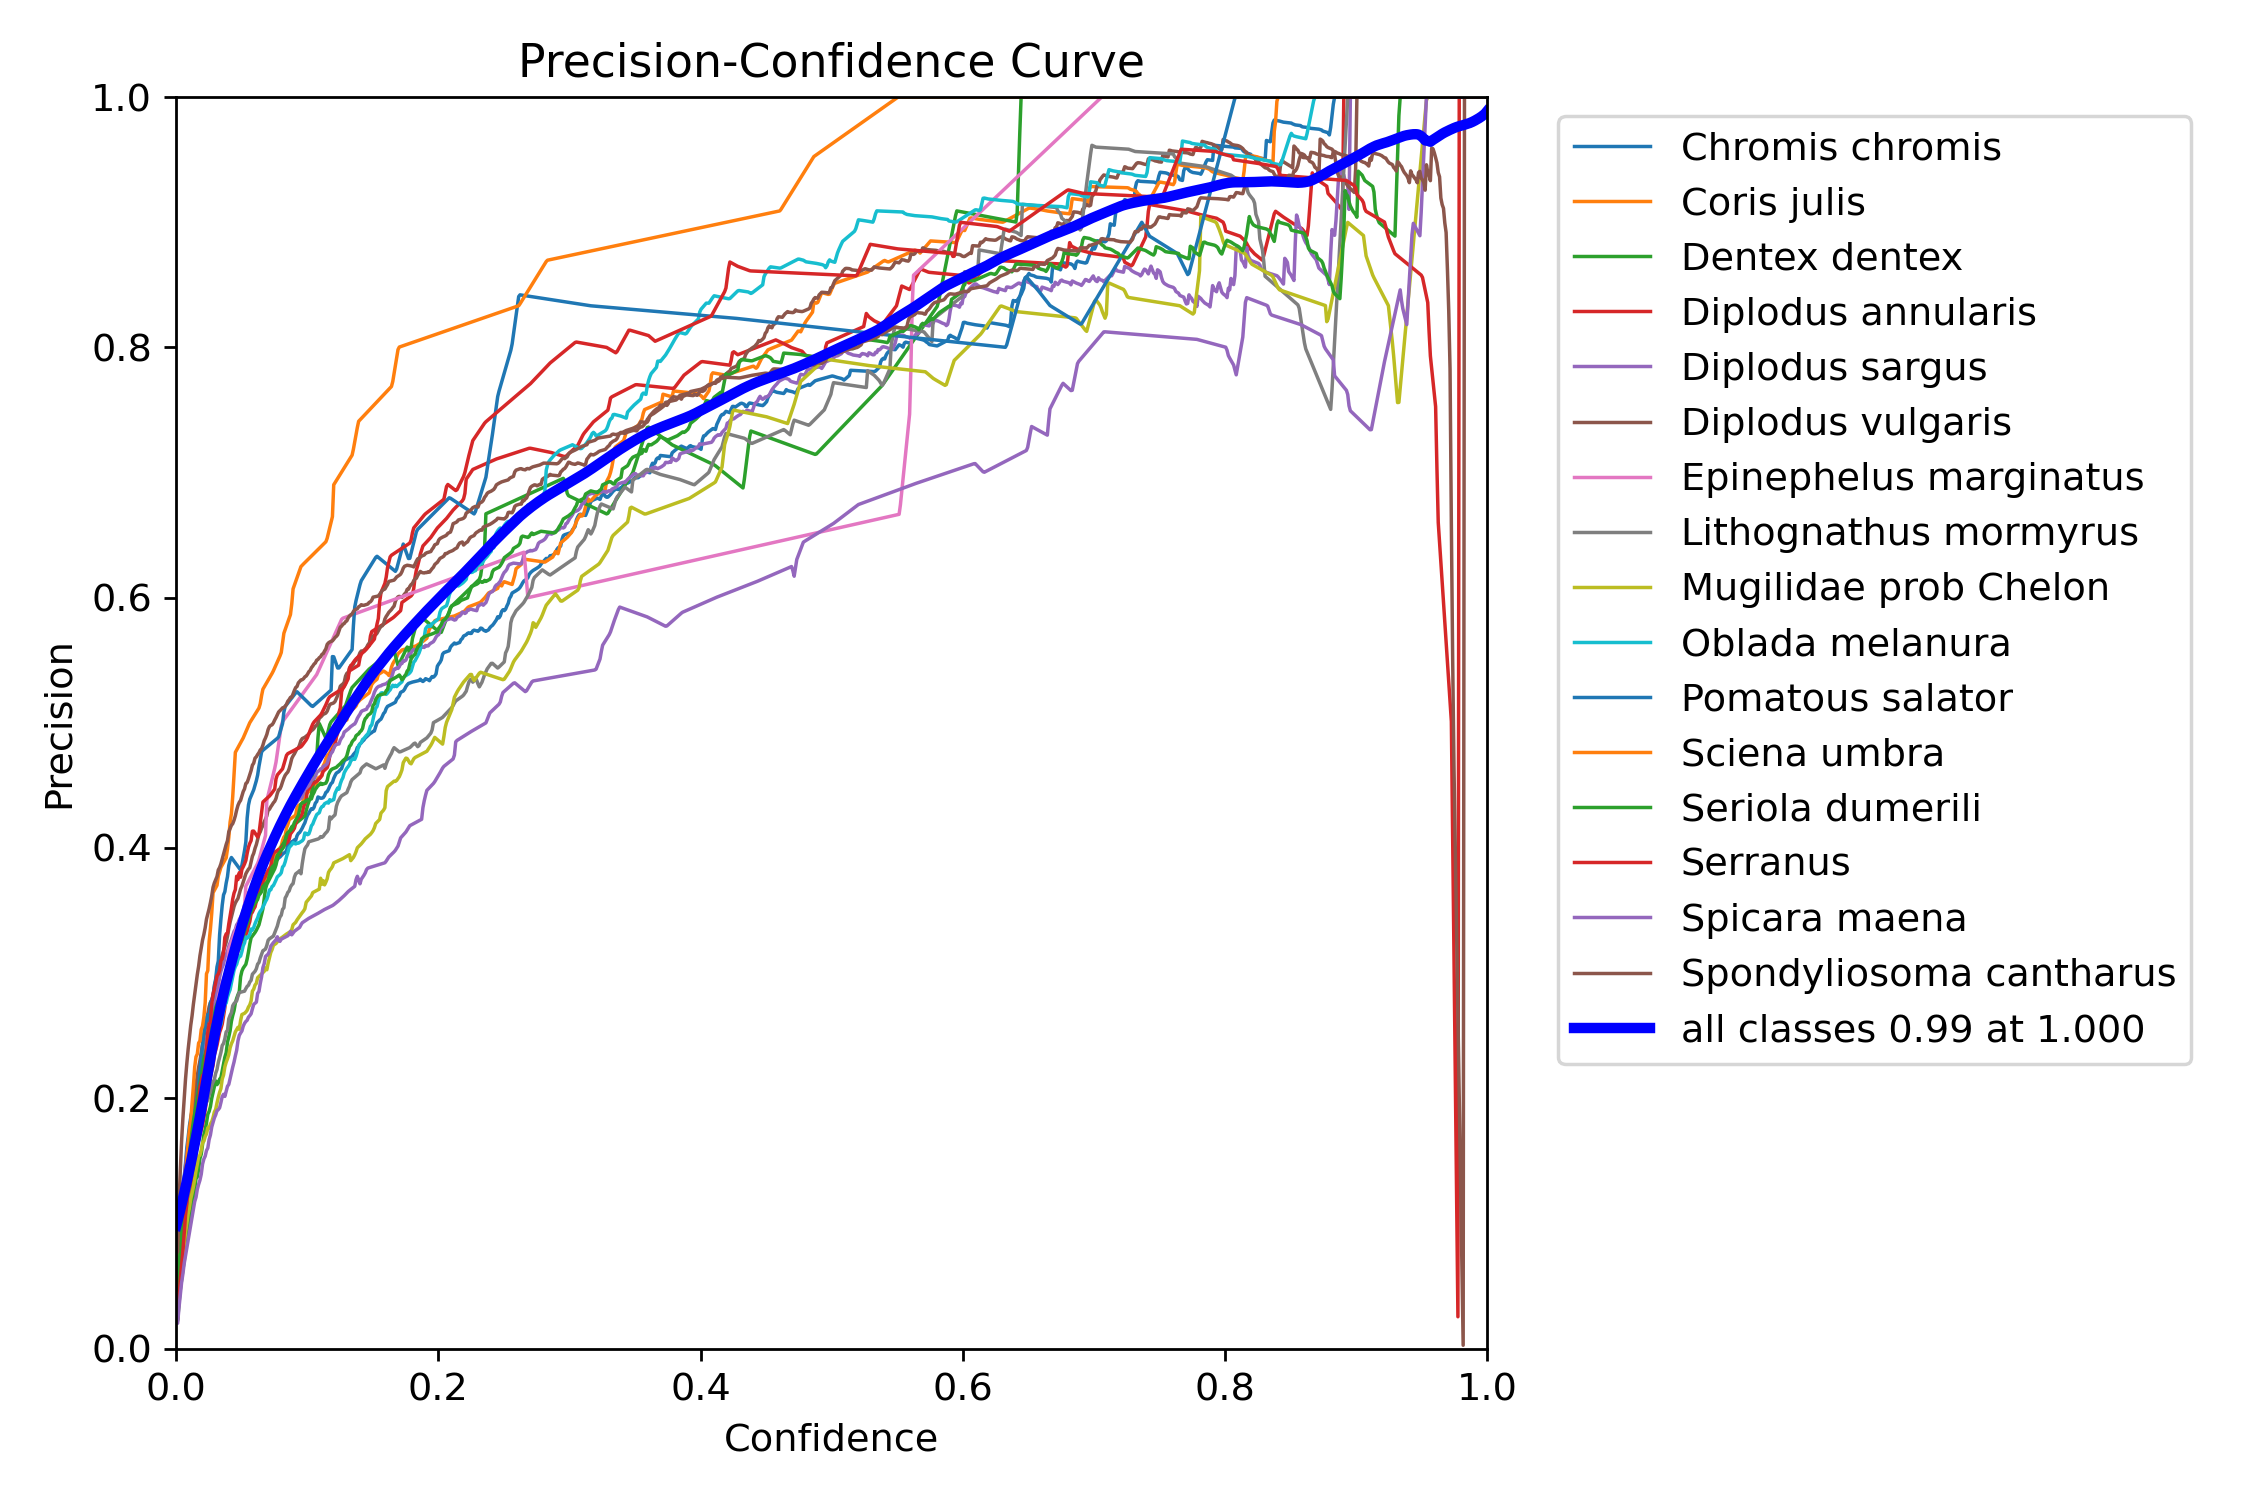 Precision-Confidence Curve
1.0
0.8
0.6
0.4
0.2
0.0
Precision
0.0 0.2 0.4 0.6 0.8 1.0
Confidence
Chromis chromis
Coris julis
Dentex dentex
Diplodus annularis
Diplodus sargus
Diplodus vulgaris
Epinephelus marginatus
Lithognathus mormyrus
Mugilidae prob Chelon
Oblada melanura
Pomatous salator
Sciena umbra
Seriola dumerili
Serranus
Spicara maena
Spondyliosoma cantharus
all classes 0.99 at 1.000